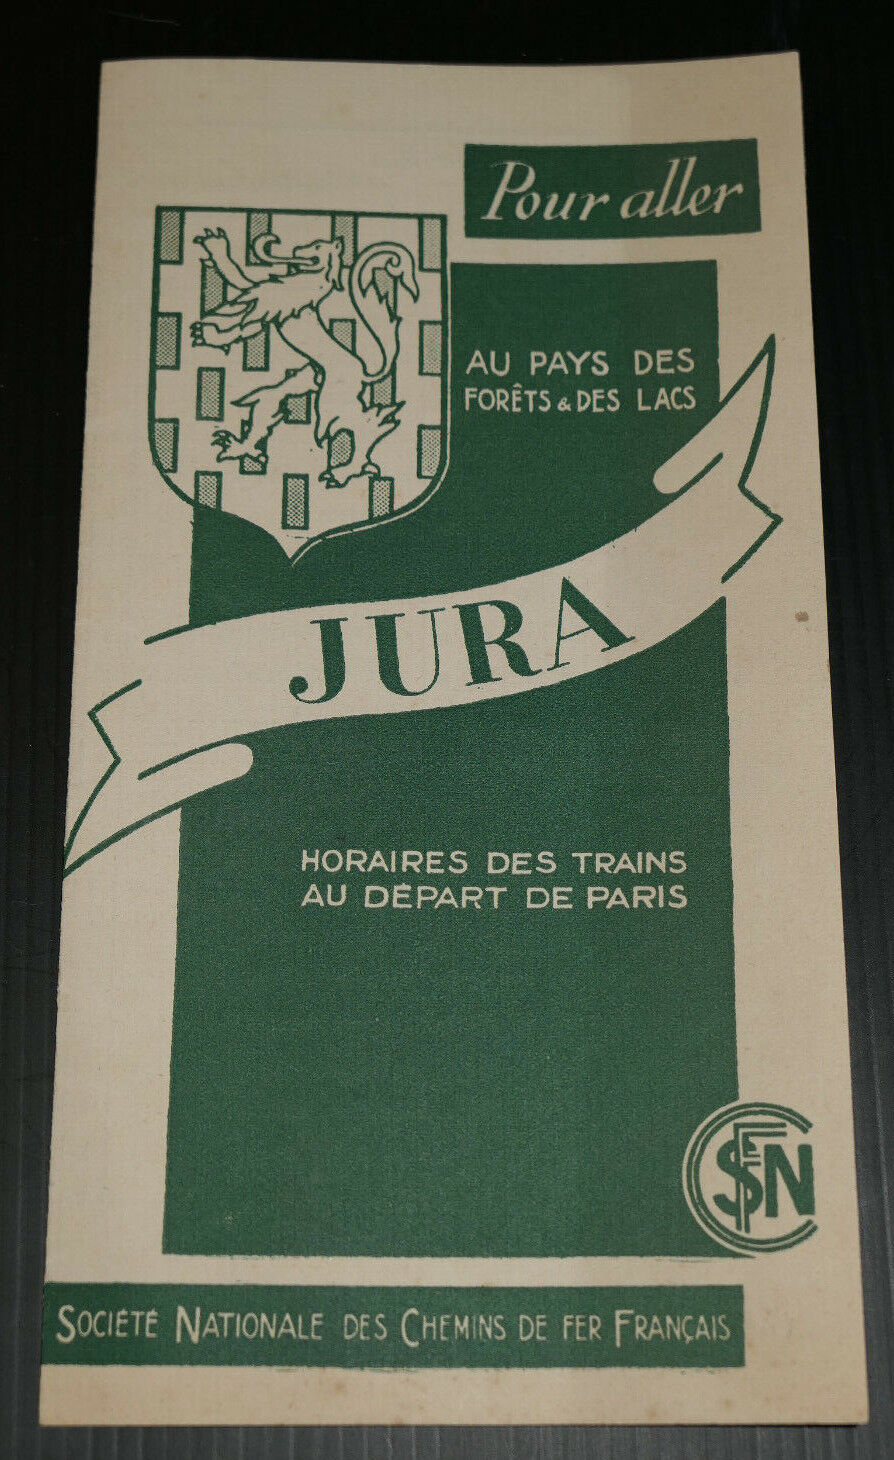 Pour aller
AU PAYS DES
FORÊTS & DES LACS
JURA
HORAIRES DES TRAINS
AU DÉPART DE PARIS
SNCF
SOCIÉTÉ NATIONALE DES CHEMINS DE FER FRANÇAIS